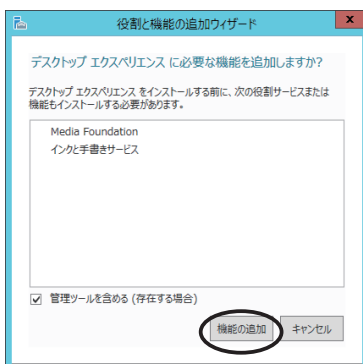 役割と機能の追加ウィザード
x
デスクトップ エクスペリエンス に必要な機能を追加しますか?
デスクトップ エクスペリエンス をインストールする前に、次の役割サービスまたは
機能もインストールする必要があります。
Media Foundation
インクと手書きサービス
管理ツールを含める (存在する場合)
機能の追加
キャンセル